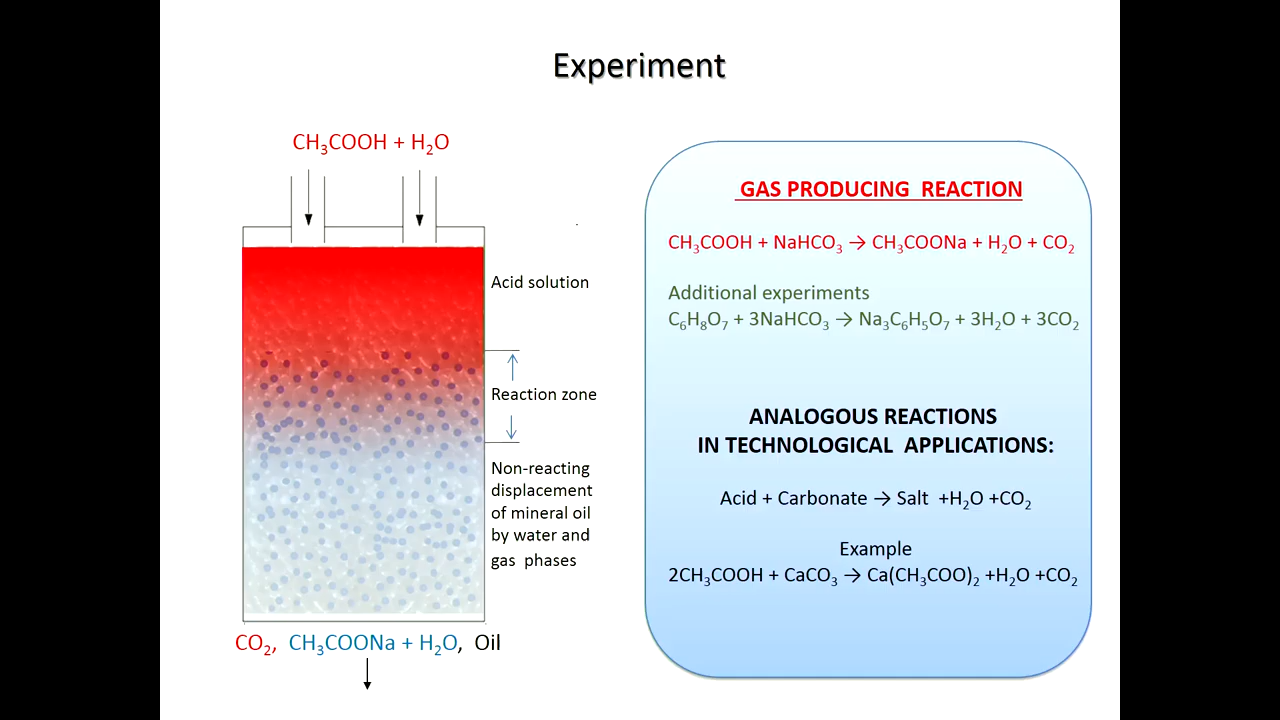 Experiment
CH₃COOH + H₂O
Acid solution
Reaction zone
Non-reacting
displacement
of mineral oil
by water and
gas phases
CO₂, CH₃COONa + H₂O, Oil
GAS PRODUCING REACTION
CH₃COOH + NaHCO₃ → CH₃COONa + H₂O + CO₂
Additional experiments
C₆H₈O₇ + 3NaHCO₃ → Na₃C₆H₅O₇ + 3H₂O + 3CO₂
ANALOGOUS REACTIONS
IN TECHNOLOGICAL APPLICATIONS:
Acid + Carbonate → Salt +H₂O +CO₂
Example
2CH₃COOH + CaCO₃ → Ca(CH₃COO)₂ +H₂O +CO₂